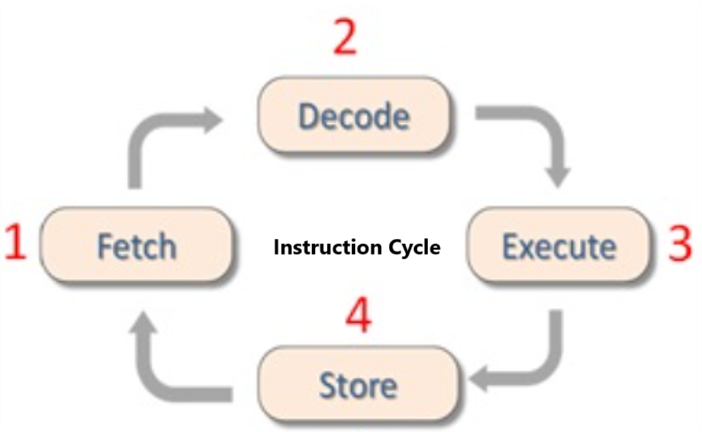 2
Decode
1
Fetch
Instruction Cycle
Execute
3
4
Store